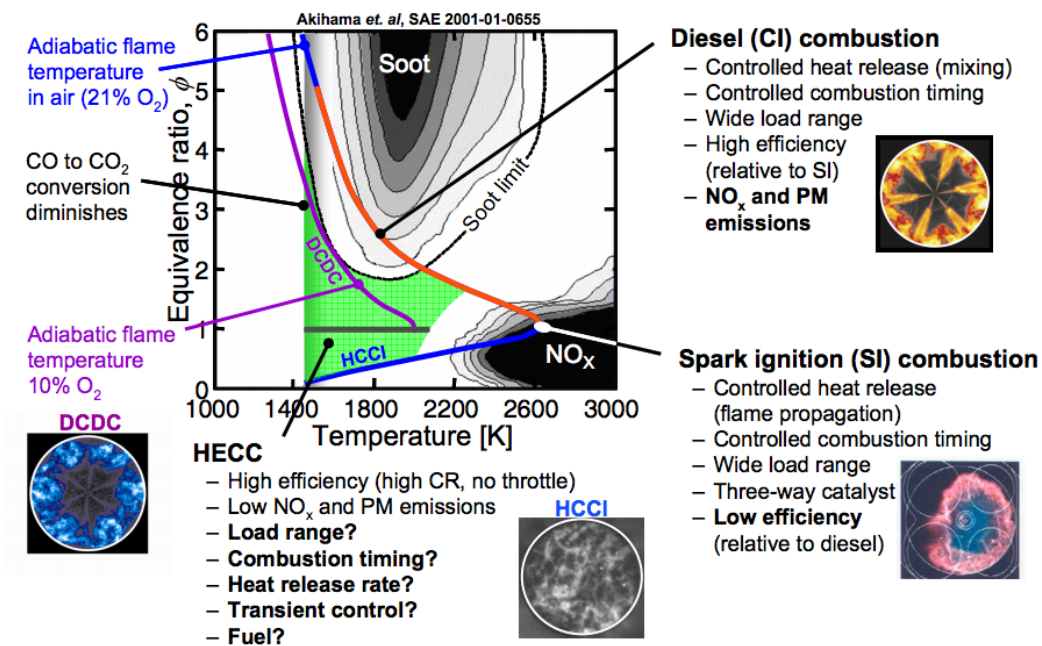 Akihama et. al, SAE 2001-01-0655
Adiabatic flame
temperature
in air (21% O₂)
CO to CO₂
conversion
diminishes
Adiabatic flame
temperature
10% O₂
DCDC
Equivalence ratio, ϕ
6
5
4
3
2
1
0
1000
1400
1800
2200
2600
3000
Temperature [K]
Soot
Soot limit
DCDC
HCCI
NOₓ
Diesel (CI) combustion
– Controlled heat release (mixing)
– Controlled combustion timing
– Wide load range
– High efficiency
(relative to SI)
– NOₓ and PM
emissions
Spark ignition (SI) combustion
– Controlled heat release
(flame propagation)
– Controlled combustion timing
– Wide load range
– Three-way catalyst
– Low efficiency
(relative to diesel)
HECC
– High efficiency (high CR, no throttle)
– Low NOₓ and PM emissions
– Load range?
– Combustion timing?
– Heat release rate?
– Transient control?
– Fuel?
HCCI